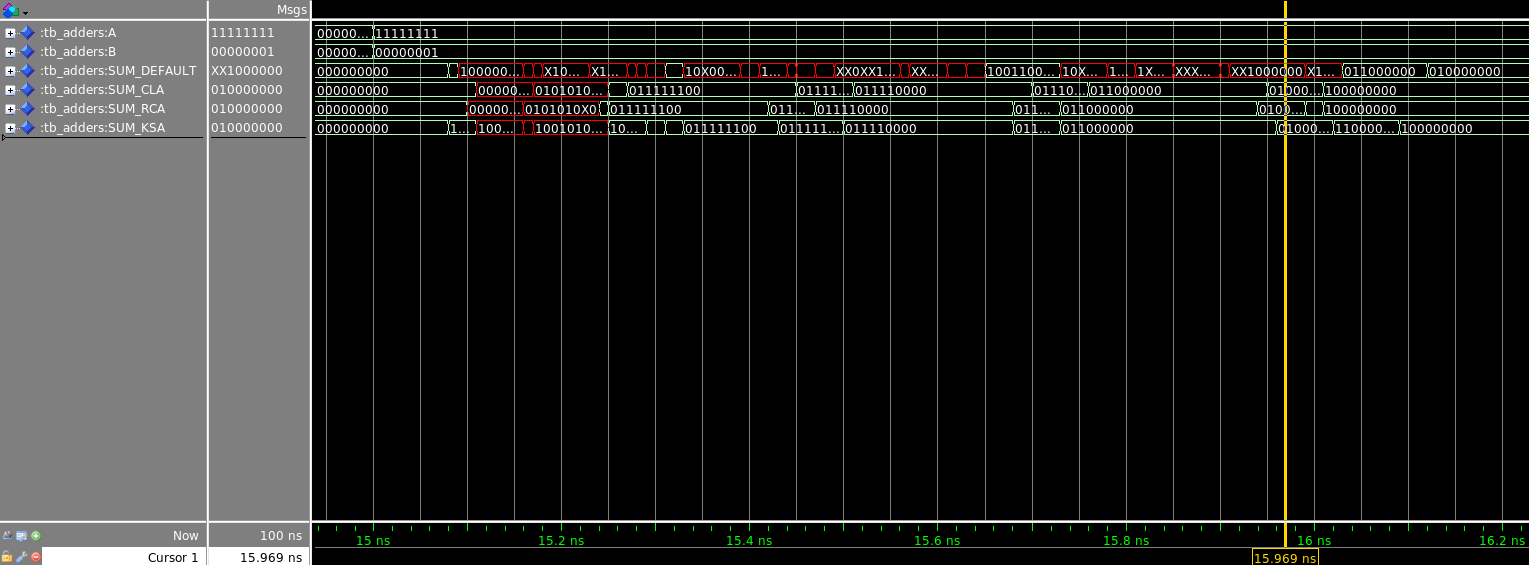 Msgs
:tb_adders:A 11111111 00000... 11111111
:tb_adders:B 00000001 00000... 00000001
:tb_adders:SUM_DEFAULT XX1000000 000000000 100000... X10... X1... 10X00... 1... XX0XX1... XX... 1001100... 10X... 1... 1X... XXX... XX1000000 X1... 011000000 010000000
:tb_adders:SUM_CLA 010000000 000000000 00000... 0101010... 011111100 01111... 011110000 01110... 011000000 01000... 100000000
:tb_adders:SUM_RCA 010000000 000000000 00000... 0101010X0 011111100 011... 011110000 011... 011000000 0100... 100000000
:tb_adders:SUM_KSA 010000000 000000000 1... 100... 1001010... 10... 011111100 011111... 011110000 011... 011000000 01000... 110000... 100000000
Now 100 ns 15 ns 15.2 ns 15.4 ns 15.6 ns 15.8 ns 16 ns 16.2 ns
Cursor 1 15.969 ns 15.969 ns